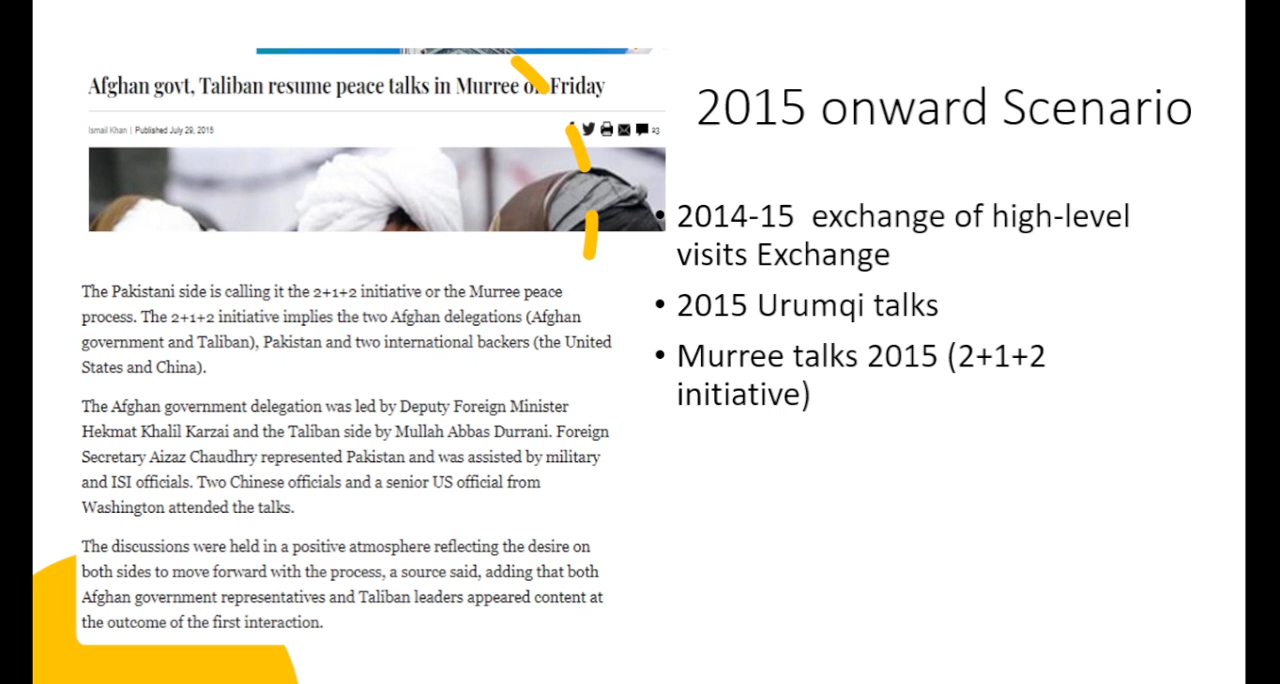 Afghan govt, Taliban resume peace talks in Murree on Friday
Ismail Khan | Published July 29, 2015
23
The Pakistani side is calling it the 2+1+2 initiative or the Murree peace
process. The 2+1+2 initiative implies the two Afghan delegations (Afghan
government and Taliban), Pakistan and two international backers (the United
States and China).
The Afghan government delegation was led by Deputy Foreign Minister
Hekmat Khalil Karzai and the Taliban side by Mullah Abbas Durrani. Foreign
Secretary Aizaz Chaudhry represented Pakistan and was assisted by military
and ISI officials. Two Chinese officials and a senior US official from
Washington attended the talks.
The discussions were held in a positive atmosphere reflecting the desire on
both sides to move forward with the process, a source said, adding that both
Afghan government representatives and Taliban leaders appeared content at
the outcome of the first interaction.
2015 onward Scenario
• 2014-15 exchange of high-level
visits Exchange
• 2015 Urumqi talks
• Murree talks 2015 (2+1+2
initiative)